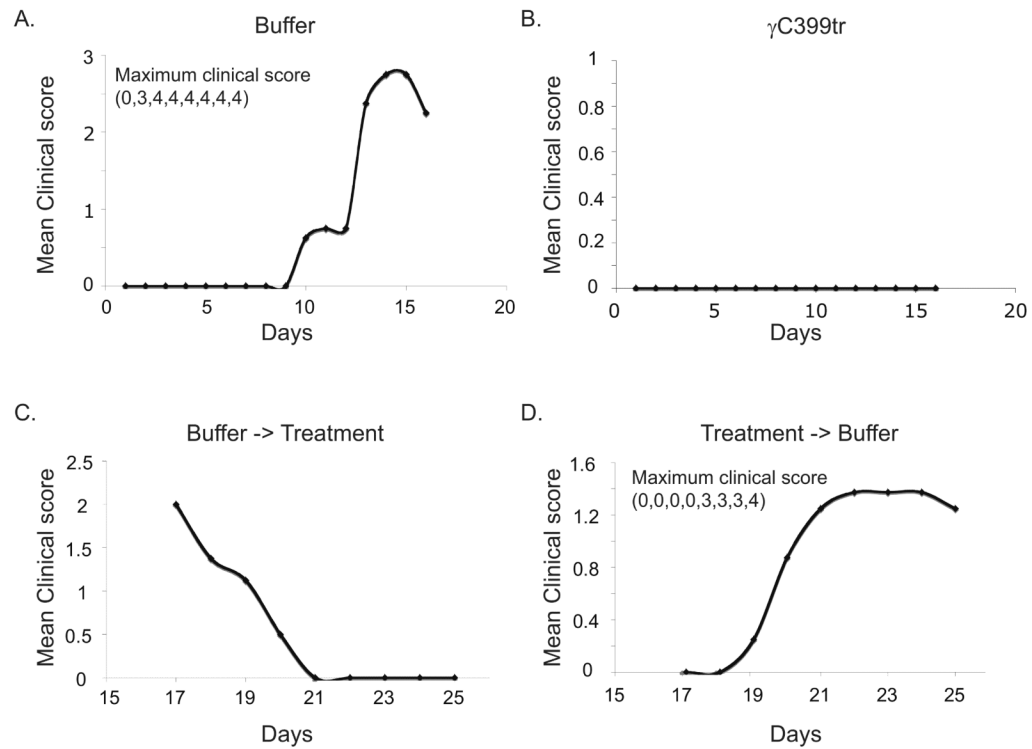 A.
Buffer
Mean Clinical score
3
2
1
0
Maximum clinical score
(0,3,4,4,4,4,4,4)
0
5
10
15
20
Days
B.
γC399tr
Mean Clinical score
1
0.8
0.6
0.4
0.2
0
0
5
10
15
20
Days
C.
Buffer -> Treatment
Mean Clinical score
2.5
2
1.5
1
0.5
0
15
17
19
21
23
25
Days
D.
Treatment -> Buffer
Mean Clinical score
1.6
1.2
0.8
0.4
0
Maximum clinical score
(0,0,0,0,3,3,3,4)
15
17
19
21
23
25
Days